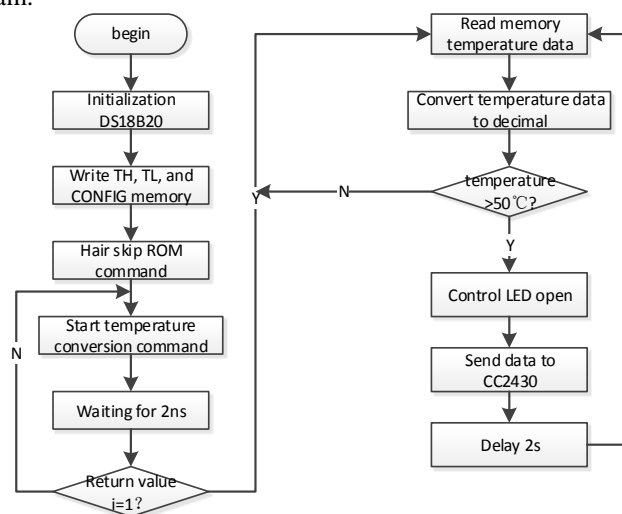 begin
Initialization
DS18B20
Write TH, TL, and
CONFIG memory
Hair skip ROM
command
N
Start temperature
conversion command
Waiting for 2ns
Return value
i=1?
Y
Read memory
temperature data
Convert temperature data
to decimal
temperature
>50℃?
N
Y
Control LED open
Send data to
CC2430
Delay 2s